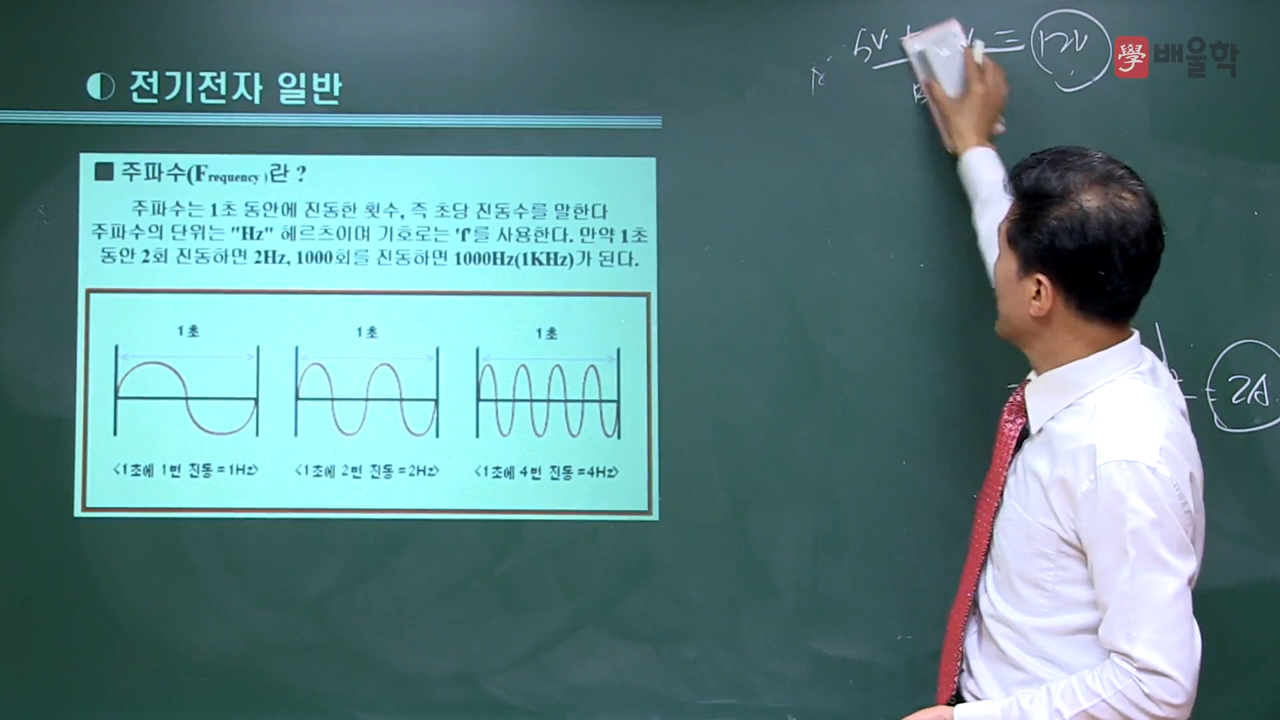 전기전자 일반
5V
= 12V
學 배울학
■ 주파수(Frequency)란 ?
주파수는 1초 동안에 진동한 횟수, 즉 초당 진동수를 말한다
주파수의 단위는 "Hz" 헤르츠이며 기호로는 'f'를 사용한다. 만약 1초
동안 2회 진동하면 2Hz, 1000회를 진동하면 1000Hz(1KHz)가 된다.
1초 1초 1초
<1초에 1번 진동=1Hz> <1초에 2번 진동=2Hz> <1초에 4번 진동=4Hz>
= 2A